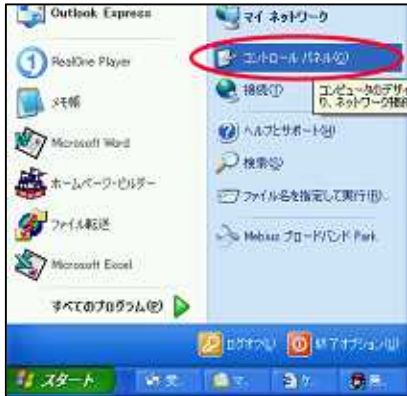 Outlook Express
RealOne Player
メモ帳
Microsoft Word
ホームページ・ビルダー
ファイル転送
Microsoft Excel
すべてのプログラム(P)
マイ ネットワーク
コントロール パネル(C)
接続(T)
コンピュータのデザイ
り、ネットワーク接続
ヘルプとサポート(H)
検索(S)
ファイル名を指定して実行(R)...
Mebius ブロードバンド Park
ログオフ(L)
終了オプション(U)
スタート